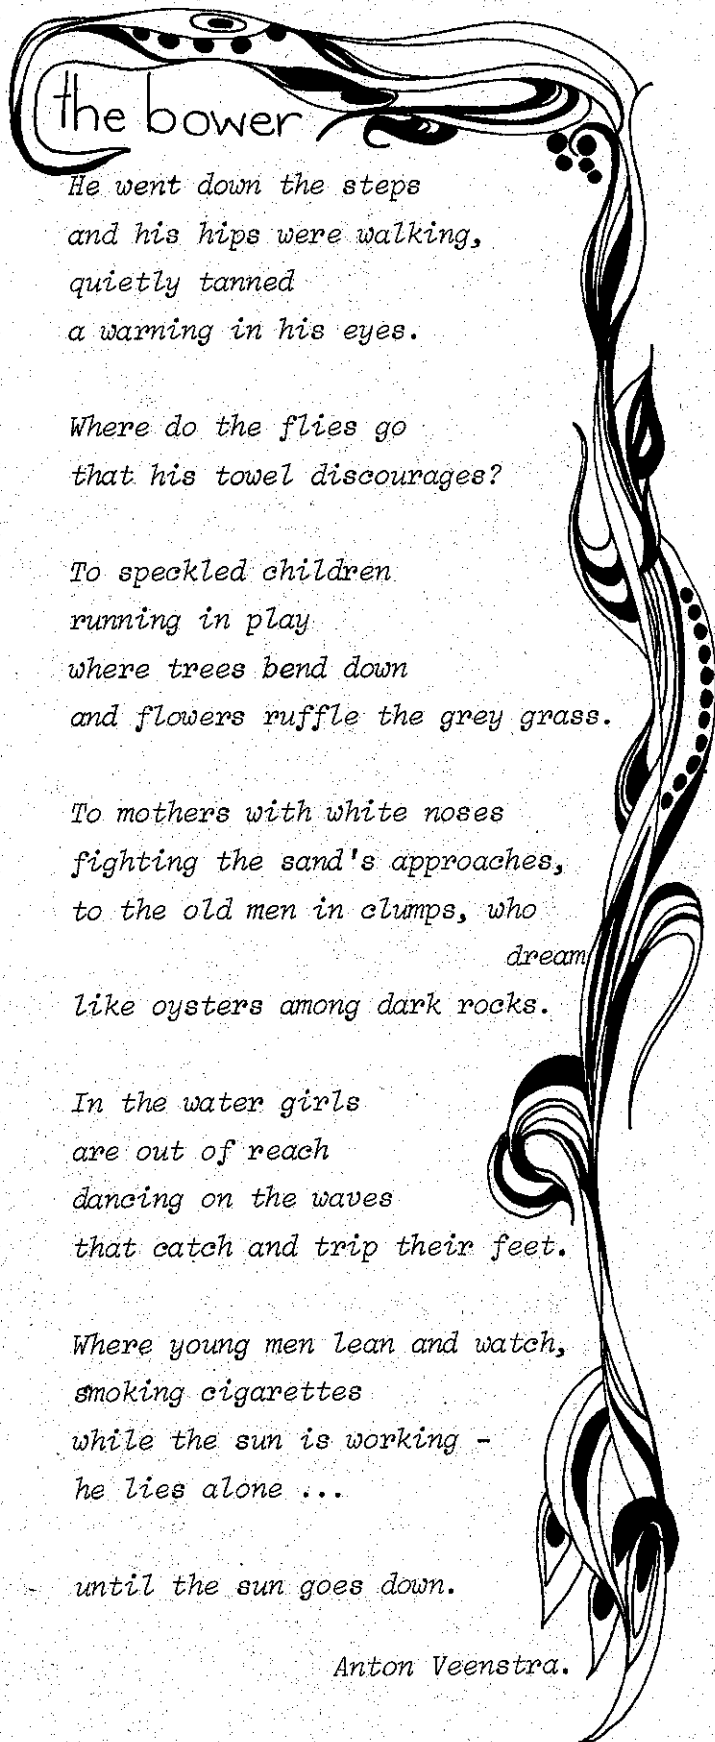 the bower
He went down the steps
and his hips were walking,
quietly tanned
a warning in his eyes.
Where do the flies go
that his towel discourages?
To speckled children
running in play
where trees bend down
and flowers ruffle the grey grass.
To mothers with white noses
fighting the sand's approaches,
to the old men in clumps, who
dream
like oysters among dark rocks.
In the water girls
are out of reach
dancing on the waves
that catch and trip their feet.
Where young men lean and watch,
smoking cigarettes
while the sun is working -
he lies alone ...
until the sun goes down.
Anton Veenstra.